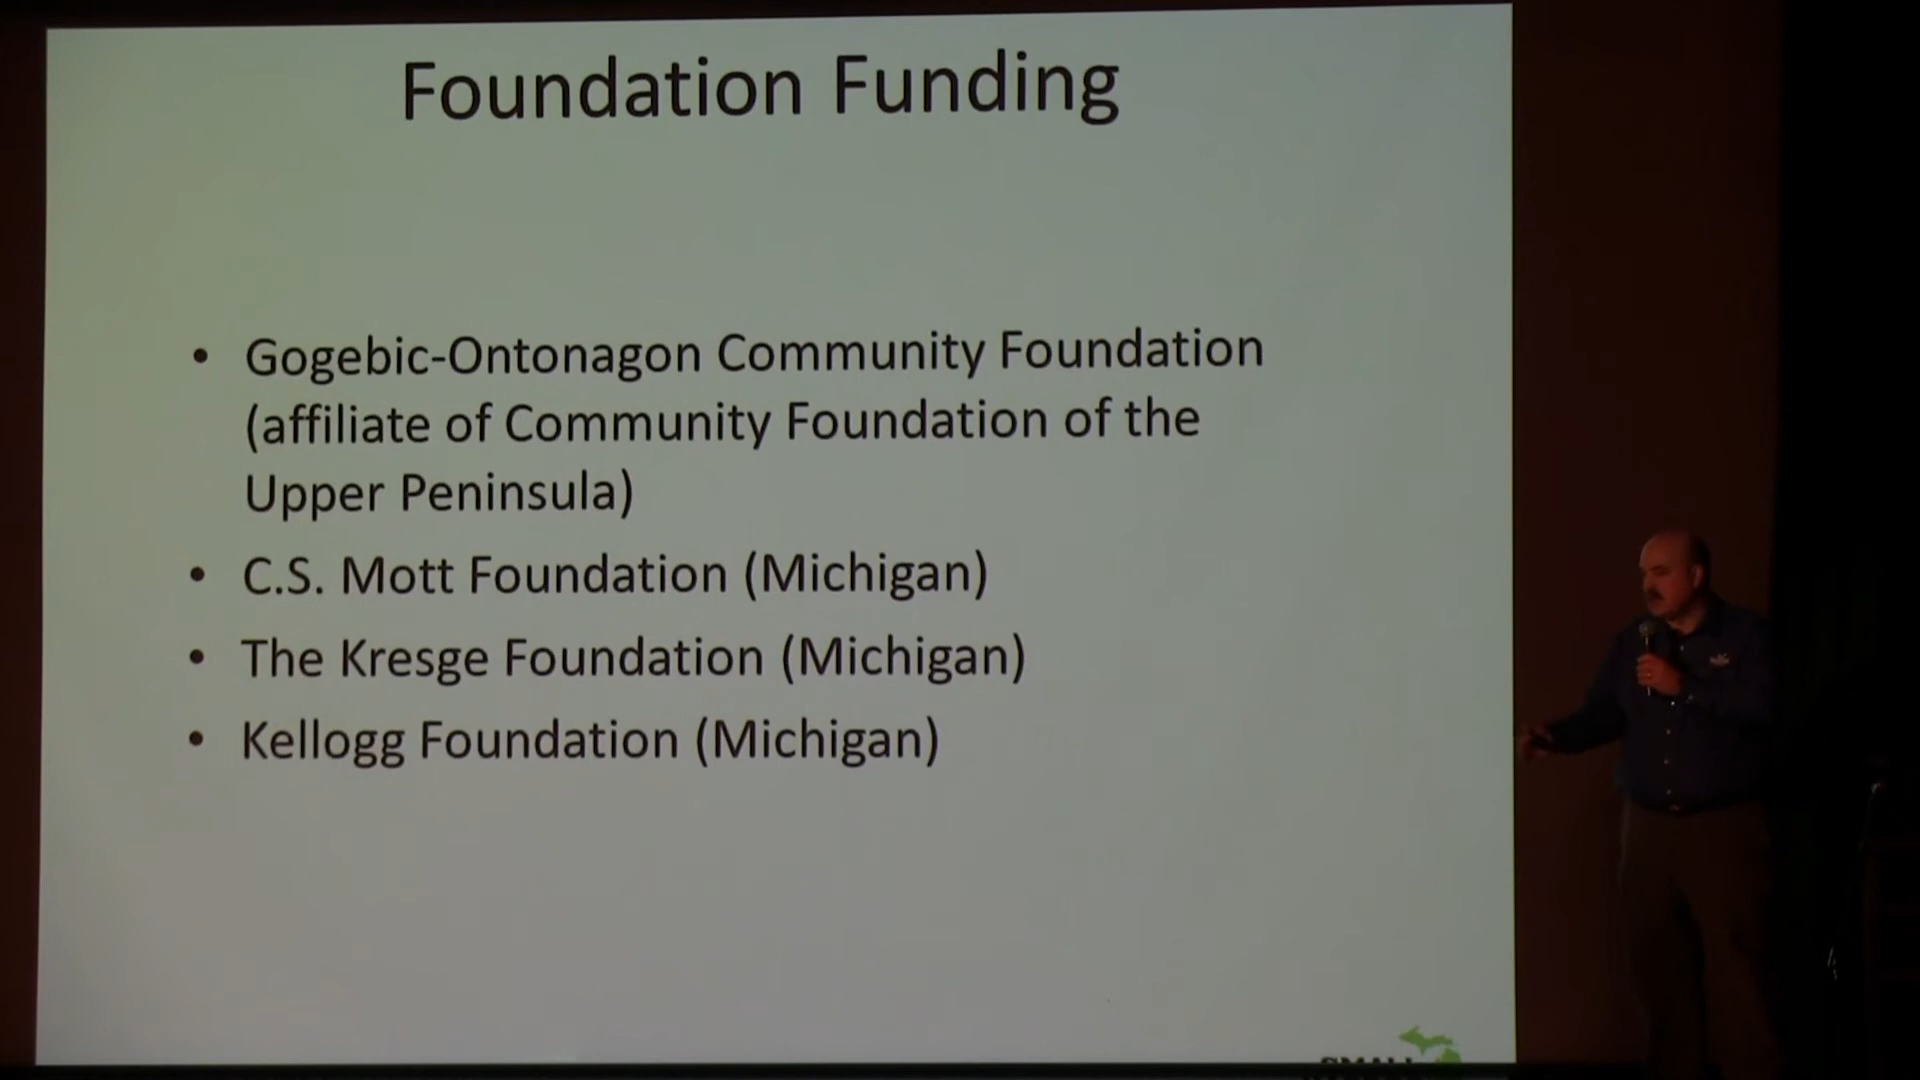 Foundation Funding
• Gogebic-Ontonagon Community Foundation
(affiliate of Community Foundation of the
Upper Peninsula)
• C.S. Mott Foundation (Michigan)
• The Kresge Foundation (Michigan)
• Kellogg Foundation (Michigan)
SMALL